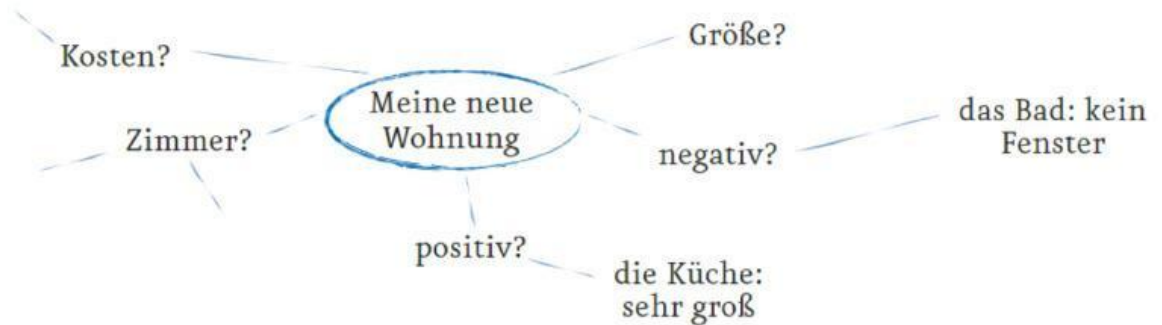 Kosten?
Größe?
Meine neue
Wohnung
Zimmer?
negativ?
das Bad: kein
Fenster
positiv?
die Küche:
sehr groß